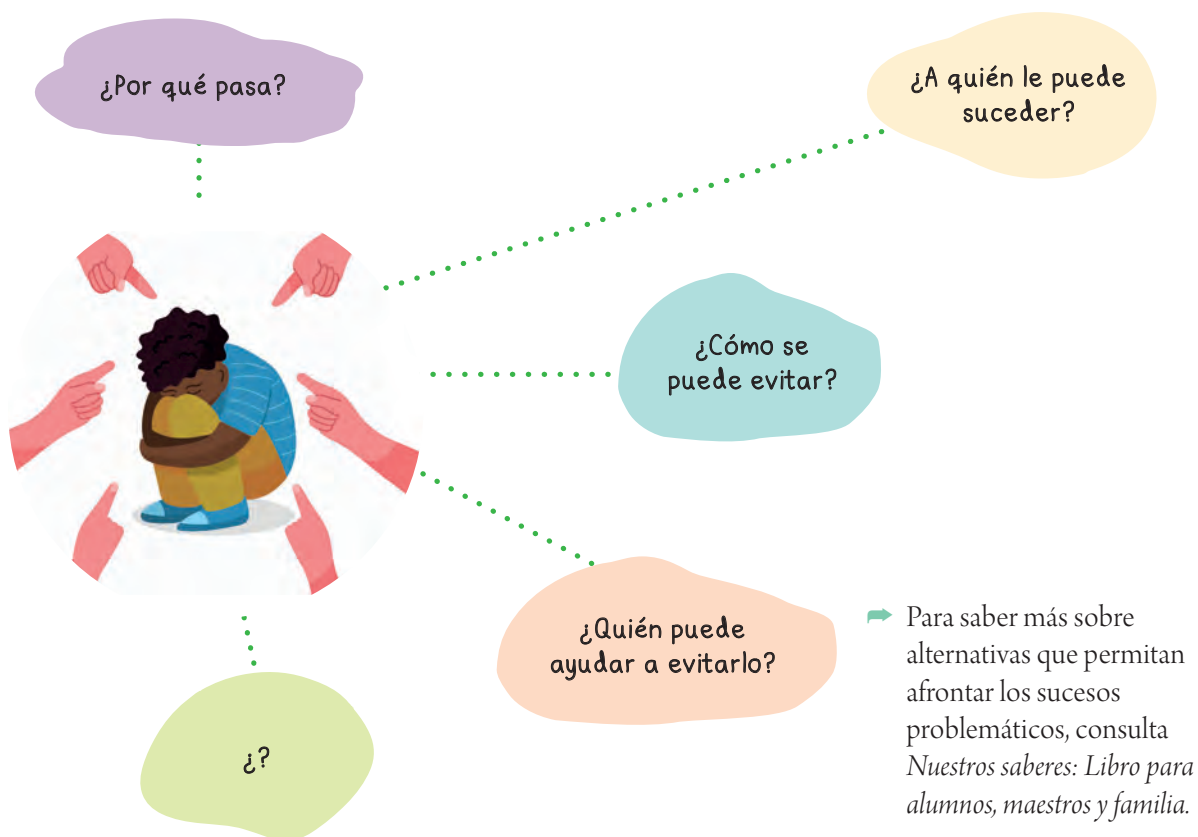 ¿Por qué pasa?
¿A quién le puede
suceder?
¿Cómo se
puede evitar?
¿Quién puede
ayudar a evitarlo?
¿?
Para saber más sobre
alternativas que permitan
afrontar los sucesos
problemáticos, consulta
Nuestros saberes: Libro para
alumnos, maestros y familia.